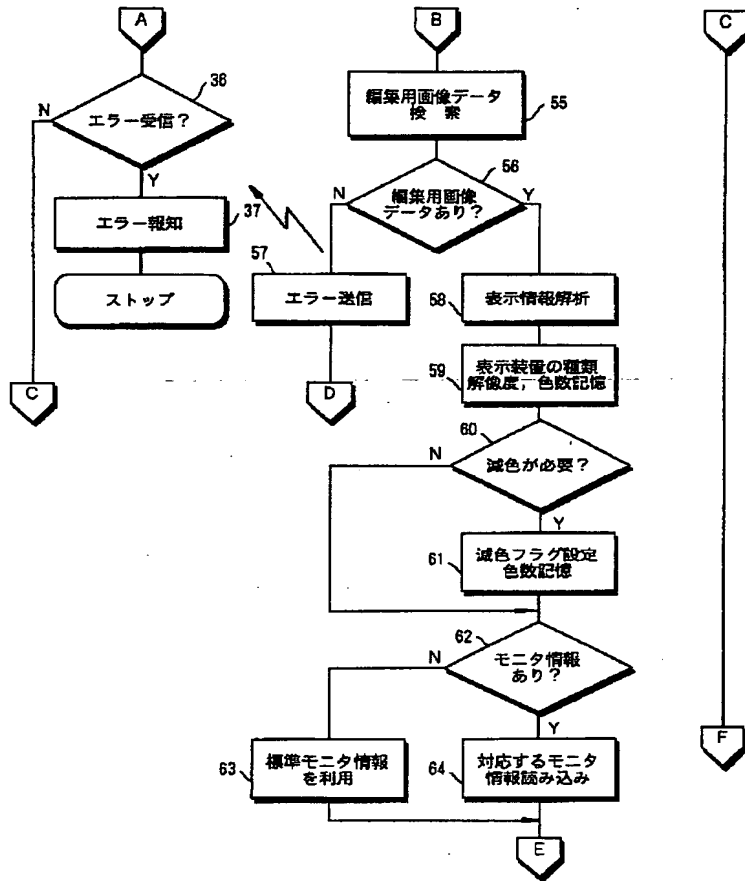 A
B
C
36
N
エラー受信?
Y
エラー報知
37
ストップ
C
編集用画像データ
検 索
55
56
N
編集用画像
データあり?
Y
57
エラー送信
D
58
表示情報解析
59
表示装置の種類
解像度,色数記憶
60
N
減色が必要?
Y
61
減色フラグ設定
色数記憶
62
N
モニタ情報
あり?
Y
63
標準モニタ情報
を利用
64
対応するモニタ
情報読み込み
E
F